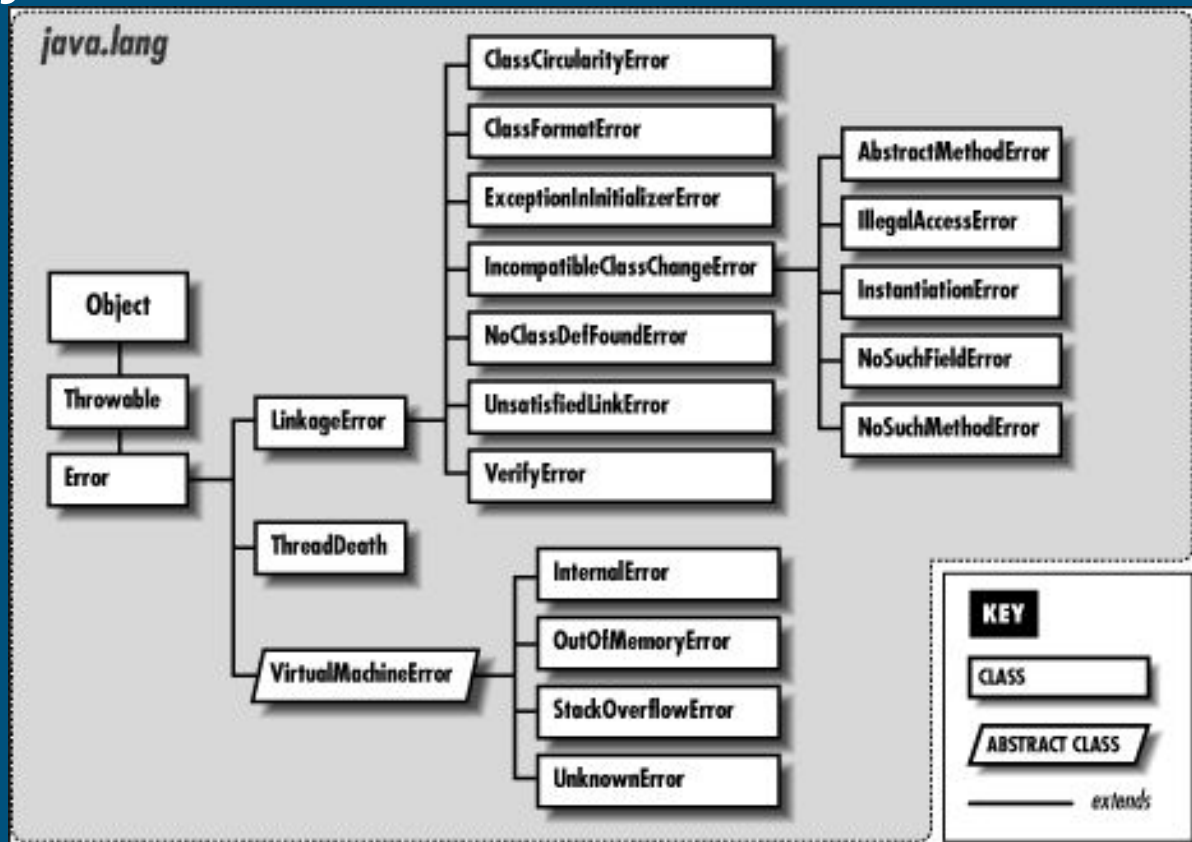 java.lang
ClassCircularityError
ClassFormatError
ExceptionInInitializerError
IncompatibleClassChangeError
NoClassDefFoundError
UnsatisfiedLinkError
VerifyError
AbstractMethodError
IllegalAccessError
InstantiationError
NoSuchFieldError
NoSuchMethodError
Object
Throwable
Error
LinkageError
ThreadDeath
VirtualMachineError
InternalError
OutOfMemoryError
StackOverflowError
UnknownError
KEY
CLASS
ABSTRACT CLASS
extends